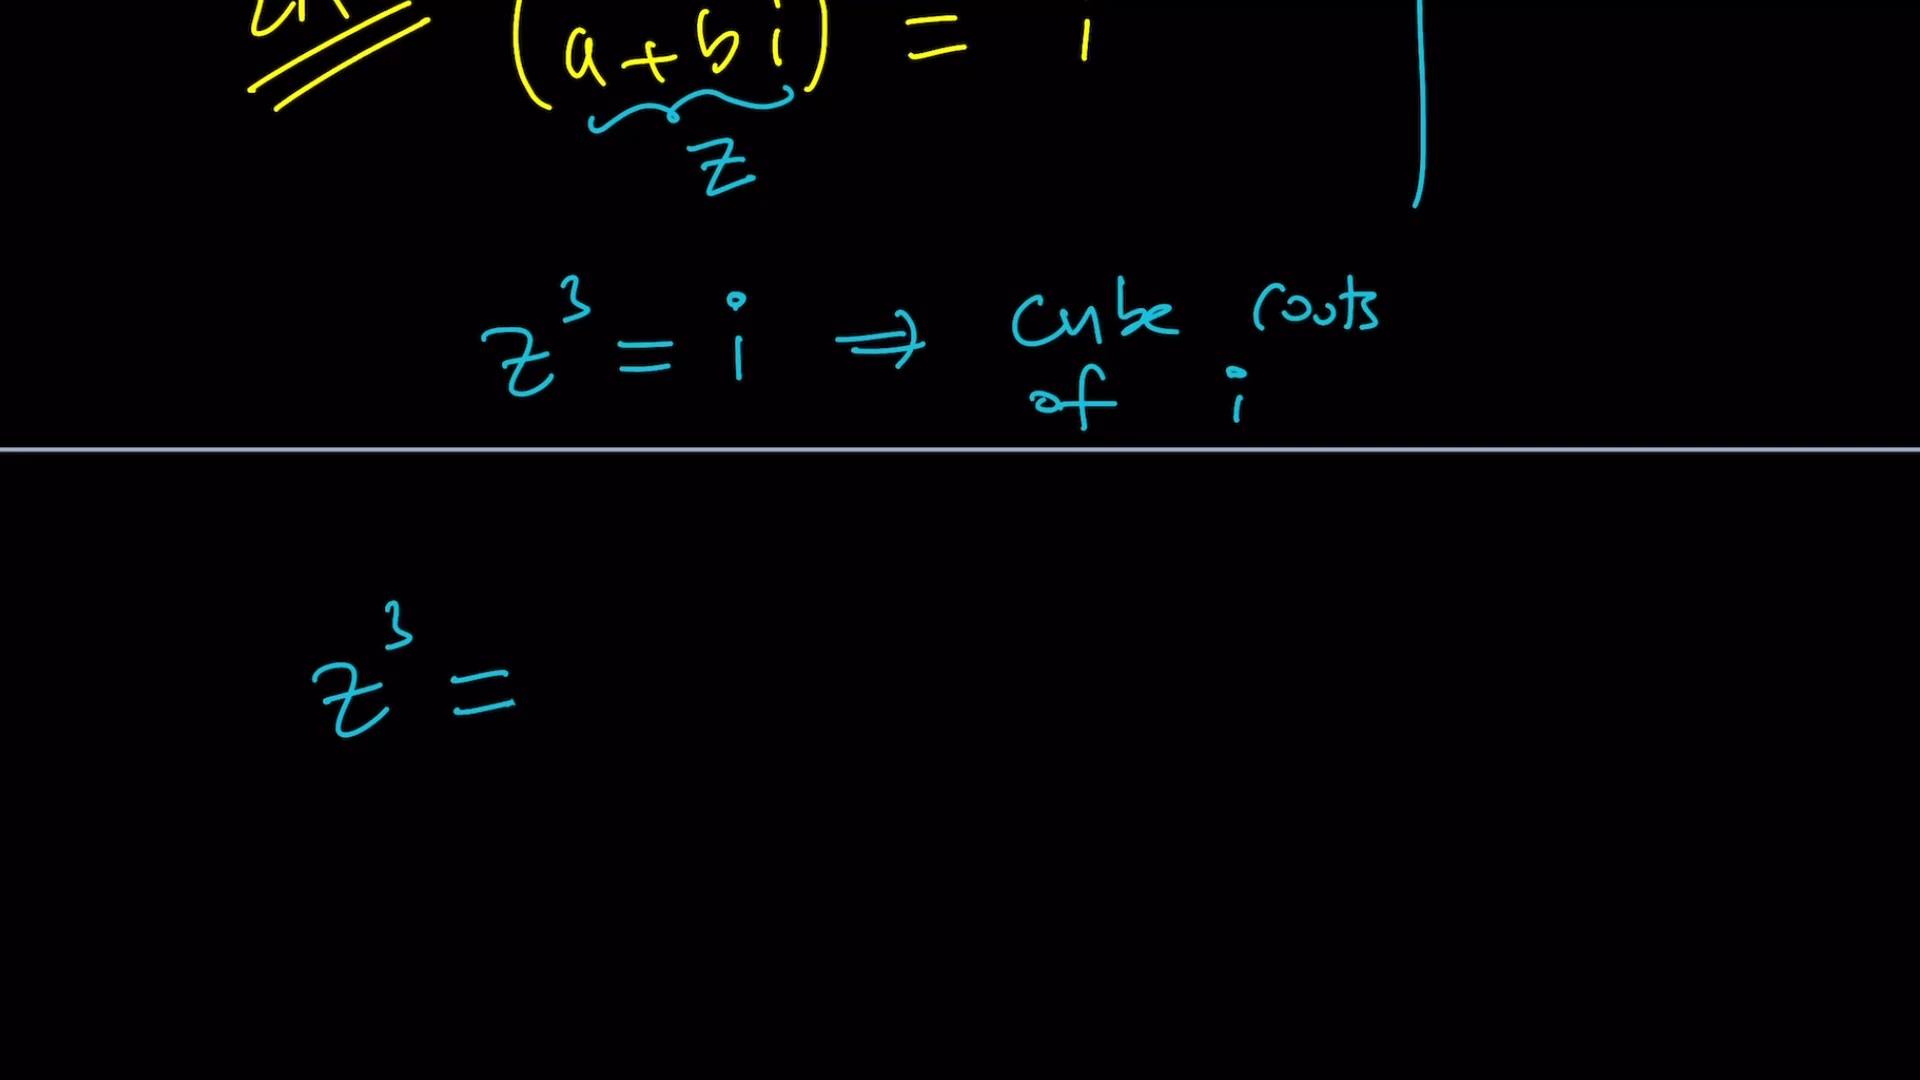 (a+bi) = i
z
z³ = i ⇒ cube roots
of i
z³ =